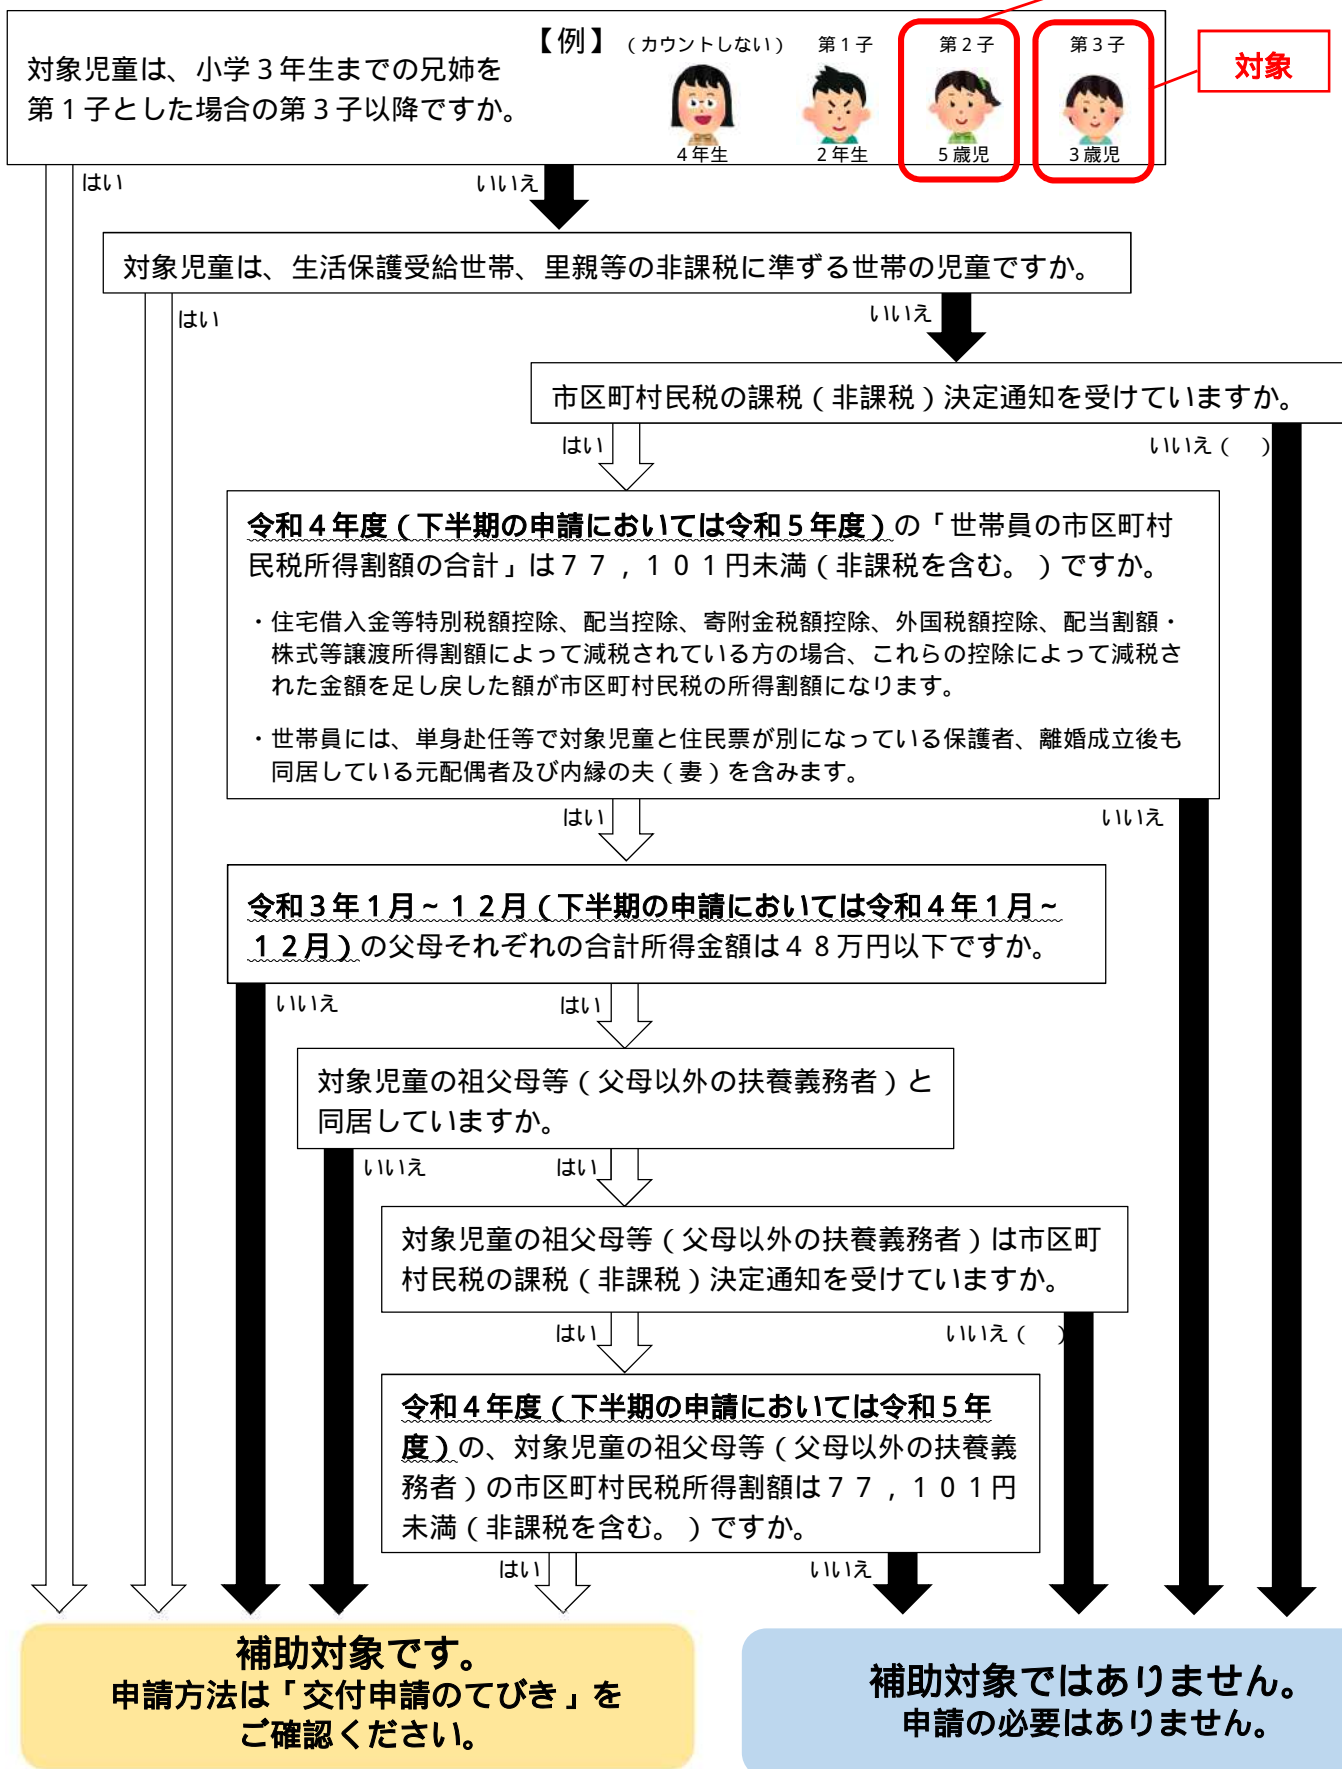 【例】 （カウントしない） 第1子 第2子 第3子
対象
対象児童は、小学3年生までの兄姉を
第1子とした場合の第3子以降ですか。
4年生 2年生 5歳児 3歳児
はい いいえ
対象児童は、生活保護受給世帯、里親等の非課税に準ずる世帯の児童ですか。
はい いいえ
市区町村民税の課税（非課税）決定通知を受けていますか。
はい いいえ（　）
令和4年度（下半期の申請においては令和5年度）の「世帯員の市区町村
民税所得割額の合計」は77，101円未満（非課税を含む。）ですか。
・住宅借入金等特別税額控除、配当控除、寄附金税額控除、外国税額控除、配当割額・
株式等譲渡所得割額によって減税されている方の場合、これらの控除によって減税さ
れた金額を足し戻した額が市区町村民税の所得割額になります。
・世帯員には、単身赴任等で対象児童と住民票が別になっている保護者、離婚成立後も
同居している元配偶者及び内縁の夫（妻）を含みます。
はい いいえ
令和3年1月~12月（下半期の申請においては令和4年1月~
12月）の父母それぞれの合計所得金額は48万円以下ですか。
いいえ はい
対象児童の祖父母等（父母以外の扶養義務者）と
同居していますか。
いいえ はい
対象児童の祖父母等（父母以外の扶養義務者）は市区町
村民税の課税（非課税）決定通知を受けていますか。
はい いいえ（　）
令和4年度（下半期の申請においては令和5年
度）の、対象児童の祖父母等（父母以外の扶養義
務者）の市区町村民税所得割額は77，101円
未満（非課税を含む。）ですか。
はい いいえ
補助対象です。
申請方法は「交付申請のてびき」を
ご確認ください。
補助対象ではありません。
申請の必要はありません。